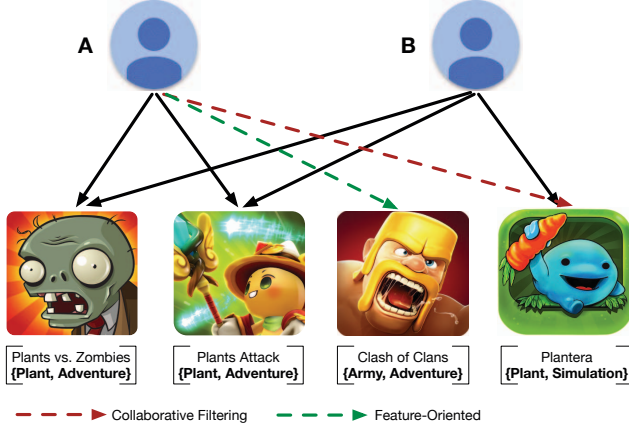 A
B
Plants vs. Zombies
{Plant, Adventure}
Plants Attack
{Plant, Adventure}
Clash of Clans
{Army, Adventure}
Plantera
{Plant, Simulation}
Collaborative Filtering
Feature-Oriented